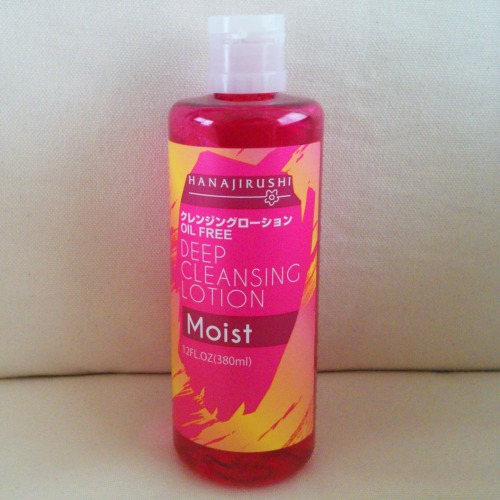 HANAJIRUSHI
クレンジングローション
OIL FREE
DEEP
CLEANSING
LOTION
Moist
12FL.OZ(380ml)